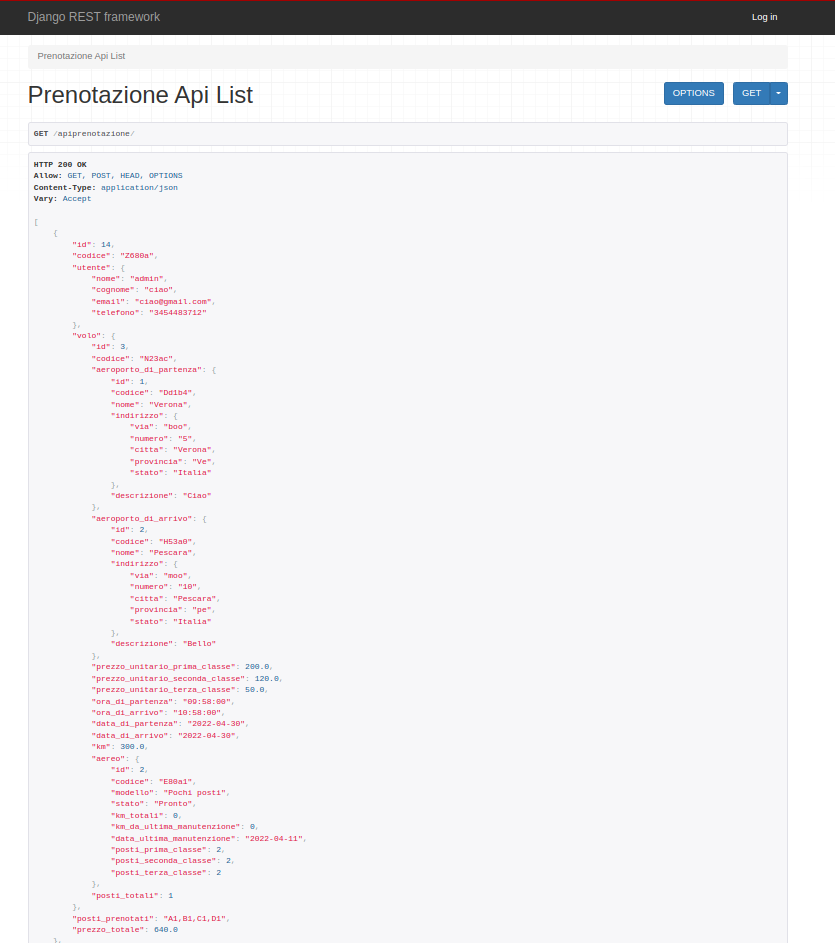 Django REST framework
Log in
Prenotazione Api List
Prenotazione Api List
OPTIONS
GET
GET /apiprenotazione/
HTTP 200 OK
Allow: GET, POST, HEAD, OPTIONS
Content-Type: application/json
Vary: Accept
[
{
"id": 14,
"codice": "Z680a",
"utente": {
"nome": "admin",
"cognome": "ciao",
"email": "ciao@gmail.com",
"telefono": "3454483712"
},
"volo": {
"id": 3,
"codice": "N23ac",
"aeroporto_di_partenza": {
"id": 1,
"codice": "Dd1b4",
"nome": "Verona",
"indirizzo": {
"via": "boo",
"numero": "5",
"citta": "Verona",
"provincia": "Ve",
"stato": "Italia"
},
"descrizione": "Ciao"
},
"aeroporto_di_arrivo": {
"id": 2,
"codice": "H53a0",
"nome": "Pescara",
"indirizzo": {
"via": "moo",
"numero": "10",
"citta": "Pescara",
"provincia": "pe",
"stato": "Italia"
},
"descrizione": "Bello"
},
"prezzo_unitario_prima_classe": 200.0,
"prezzo_unitario_seconda_classe": 120.0,
"prezzo_unitario_terza_classe": 50.0,
"ora_di_partenza": "09:58:00",
"ora_di_arrivo": "10:58:00",
"data_di_partenza": "2022-04-30",
"data_di_arrivo": "2022-04-30",
"km": 300.0,
"aereo": {
"id": 2,
"codice": "E80a1",
"modello": "Pochi posti",
"stato": "Pronto",
"km_totali": 0,
"km_da_ultima_manutenzione": 0,
"data_ultima_manutenzione": "2022-04-11",
"posti_prima_classe": 2,
"posti_seconda_classe": 2,
"posti_terza_classe": 2
},
"posti_totali": 1
},
"posti_prenotati": "A1,B1,C1,D1",
"prezzo_totale": 640.0
},